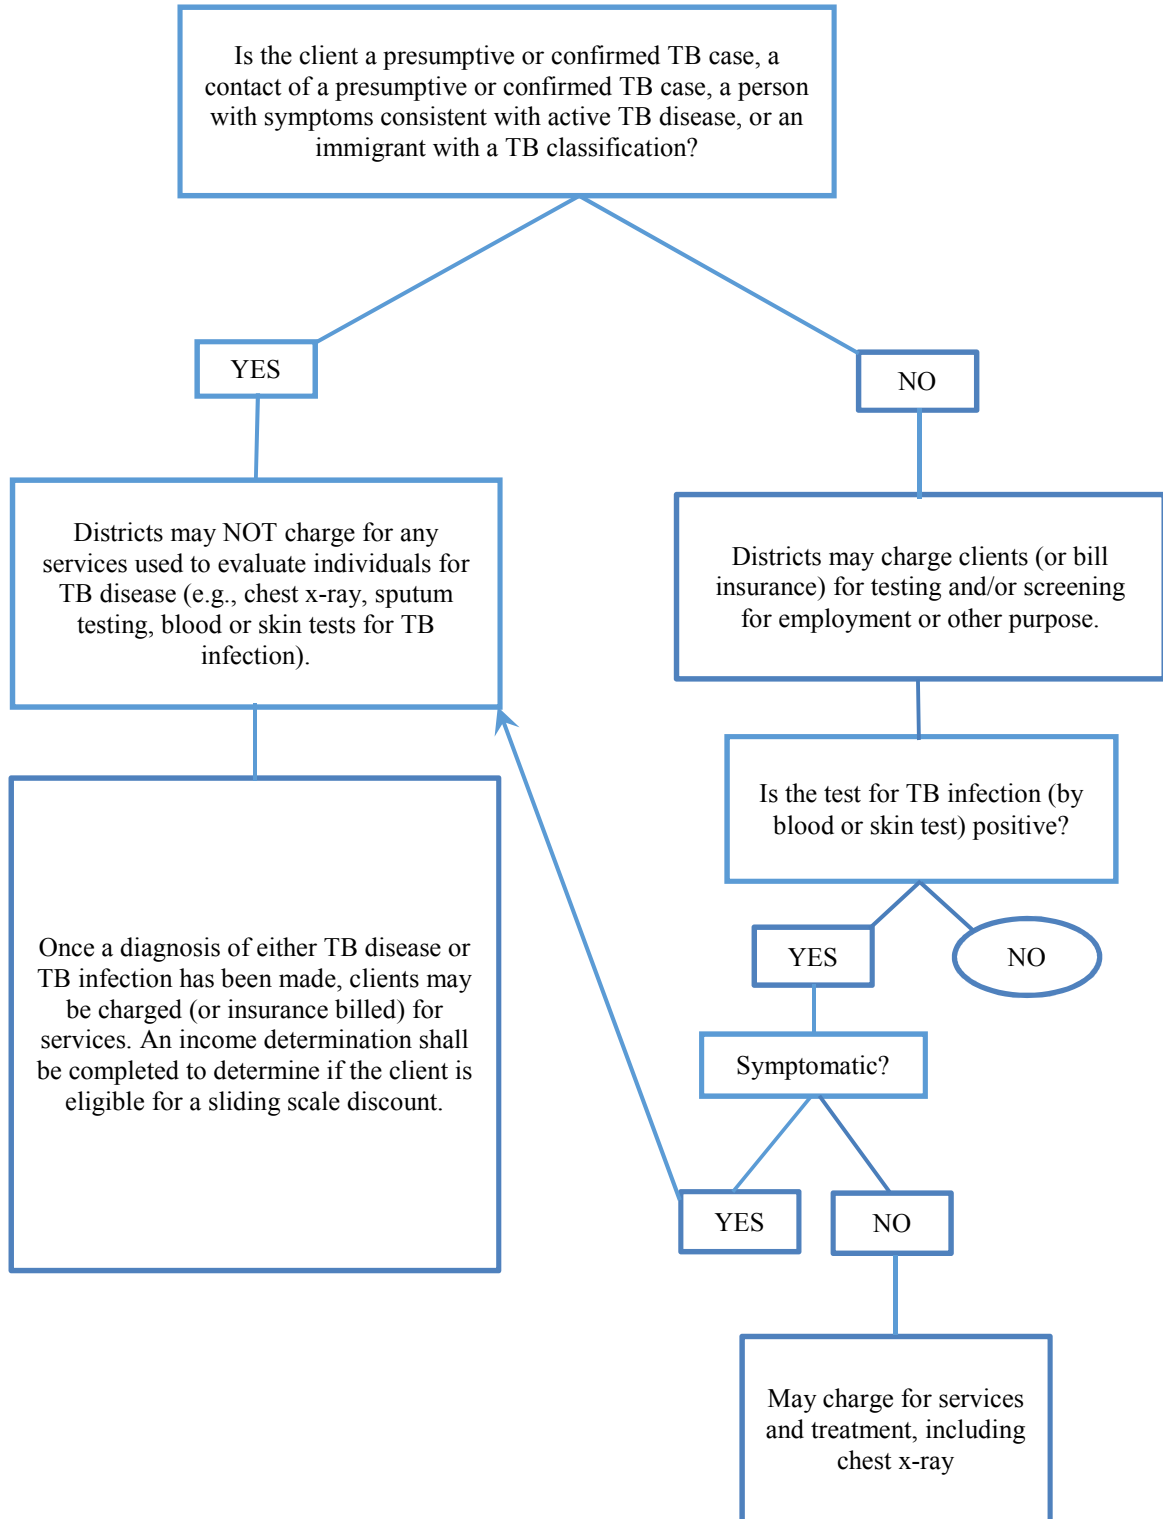 Is the client a presumptive or confirmed TB case, a
contact of a presumptive or confirmed TB case, a person
with symptoms consistent with active TB disease, or an
immigrant with a TB classification?
YES
NO
Districts may NOT charge for any
services used to evaluate individuals for
TB disease (e.g., chest x-ray, sputum
testing, blood or skin tests for TB
infection).
Districts may charge clients (or bill
insurance) for testing and/or screening
for employment or other purpose.
Is the test for TB infection (by
blood or skin test) positive?
YES
NO
Once a diagnosis of either TB disease or
TB infection has been made, clients may
be charged (or insurance billed) for
services. An income determination shall
be completed to determine if the client is
eligible for a sliding scale discount.
Symptomatic?
YES
NO
May charge for services
and treatment, including
chest x-ray